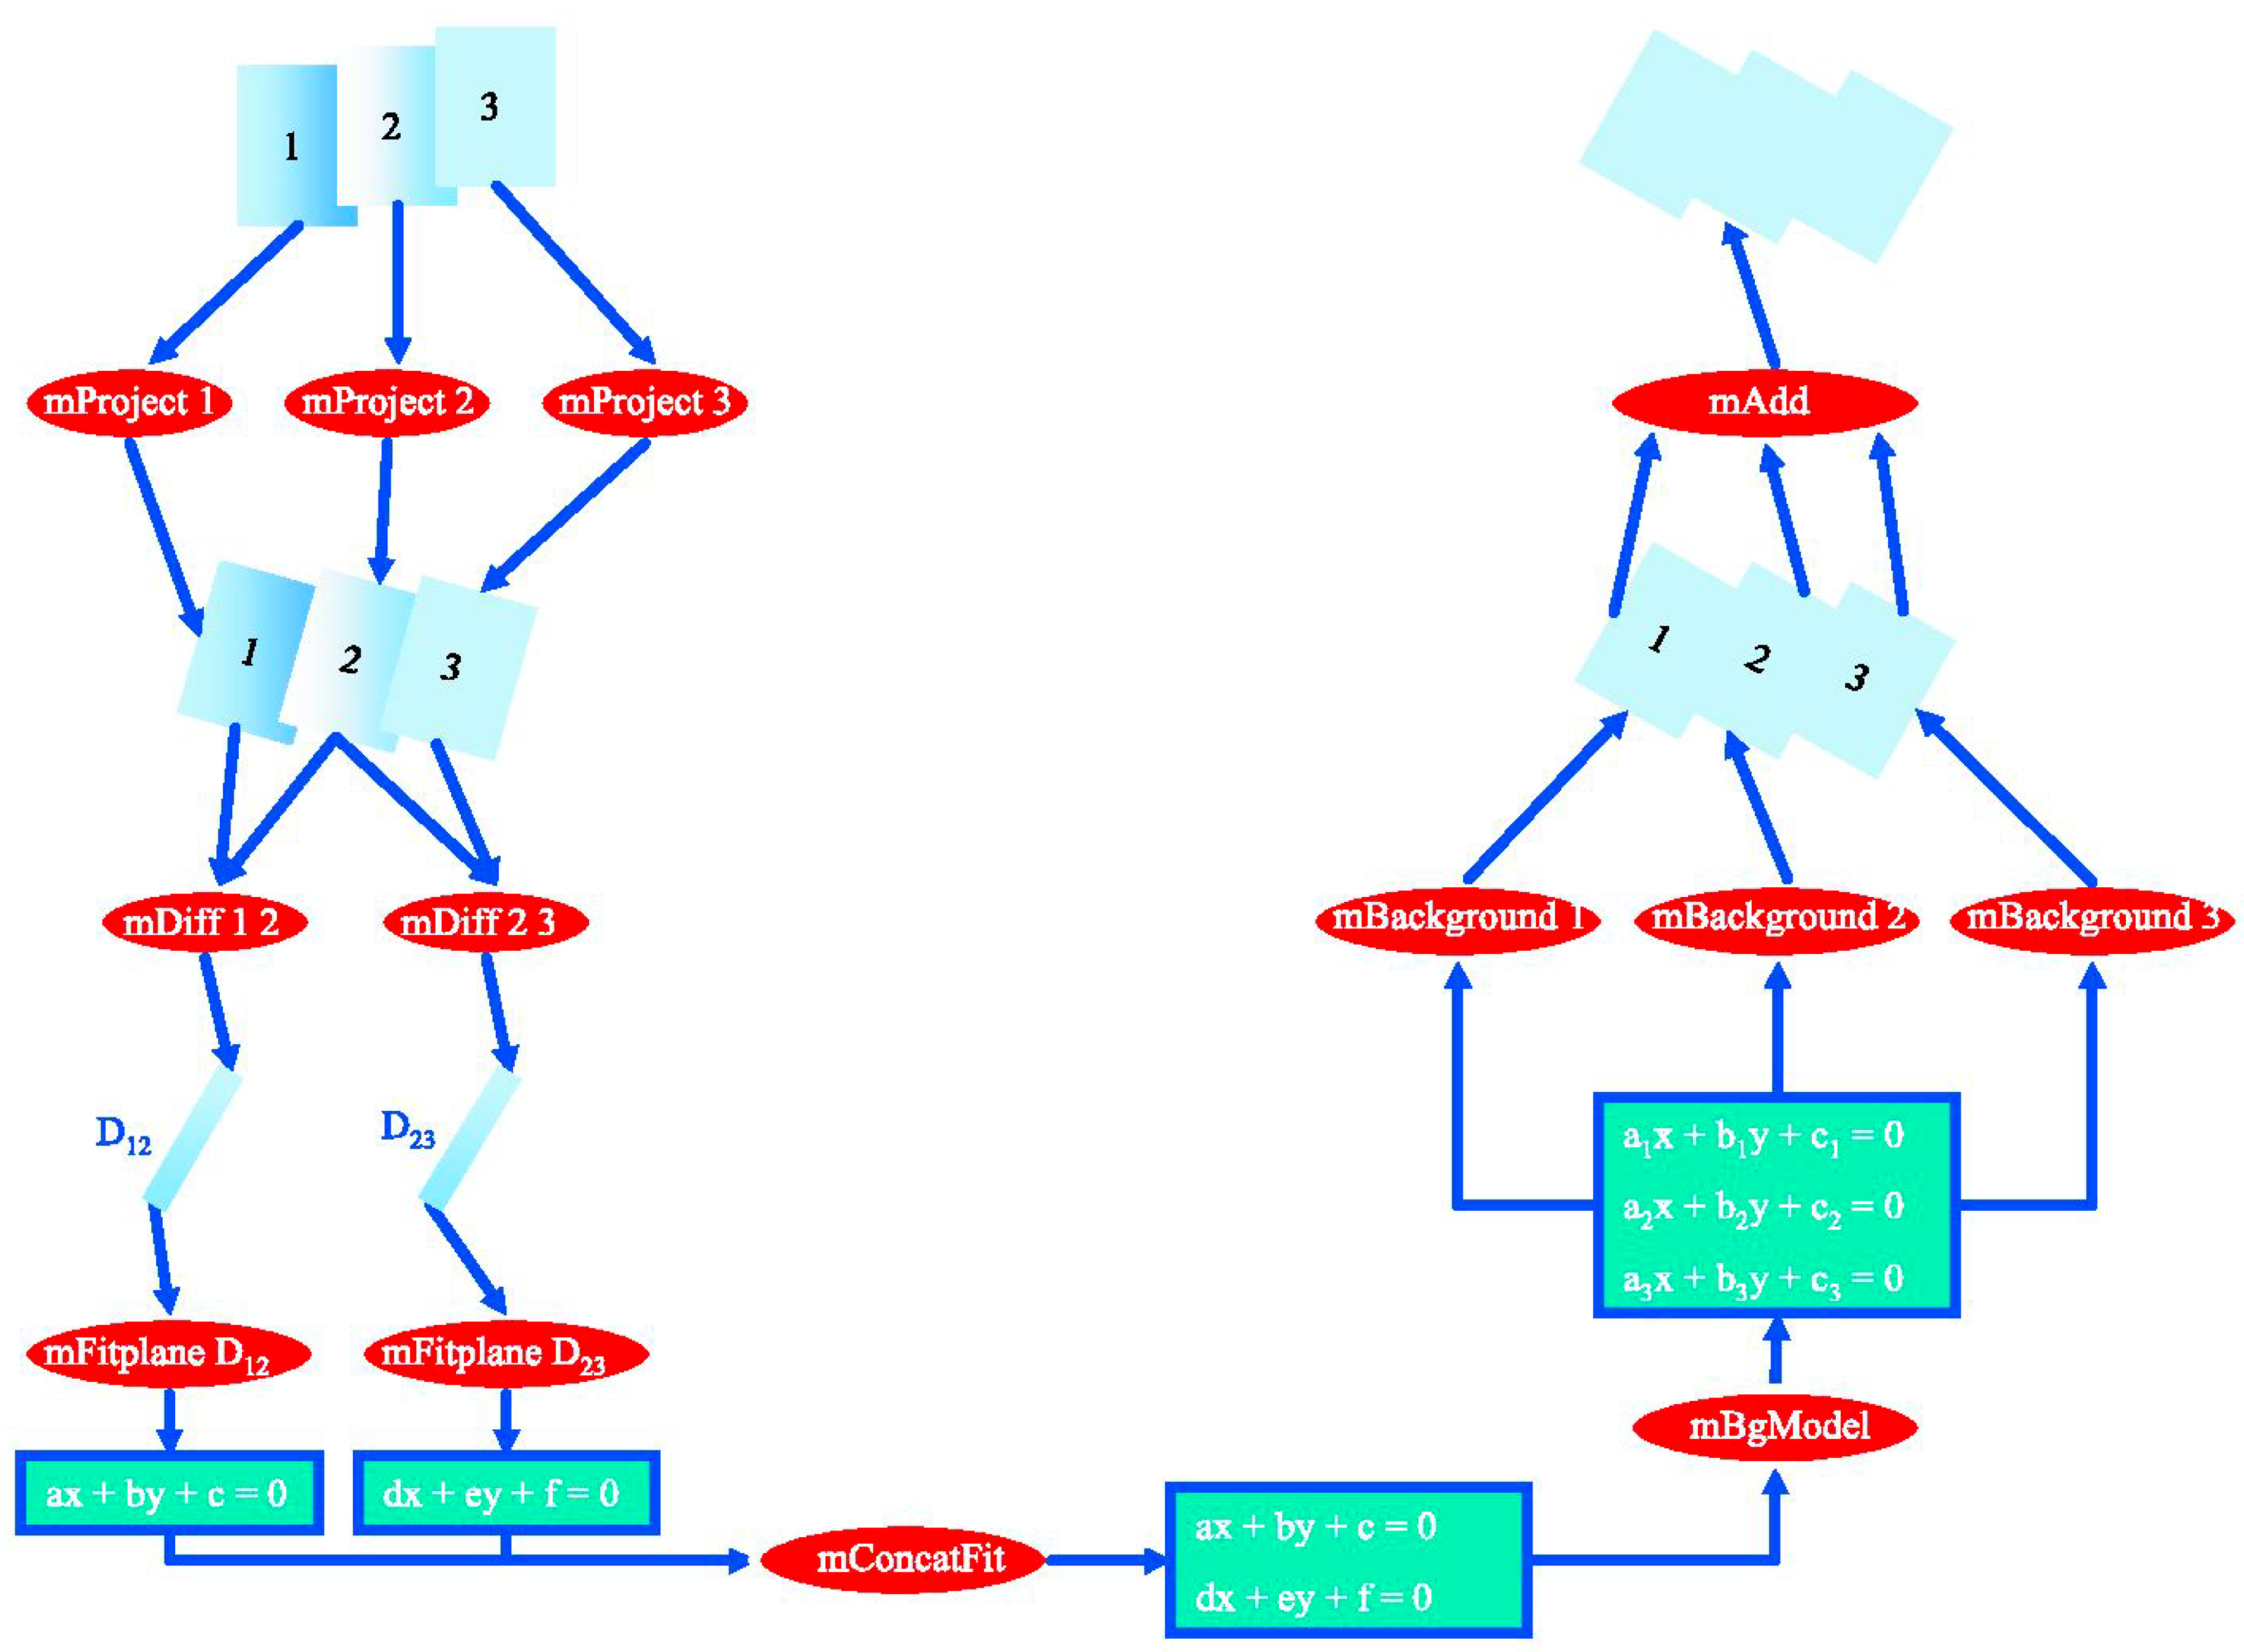 1
2
3
mProject 1
mProject 2
mProject 3
1
2
3
mDiff 1 2
mDiff 2 3
D₁₂
D₂₃
mFitplane D₁₂
mFitplane D₂₃
ax + by + c = 0
dx + ey + f = 0
mConcatFit
ax + by + c = 0
dx + ey + f = 0
mBgModel
a₁x + b₁y + c₁ = 0
a₂x + b₂y + c₂ = 0
a₃x + b₃y + c₃ = 0
mBackground 1
mBackground 2
mBackground 3
1
2
3
mAdd